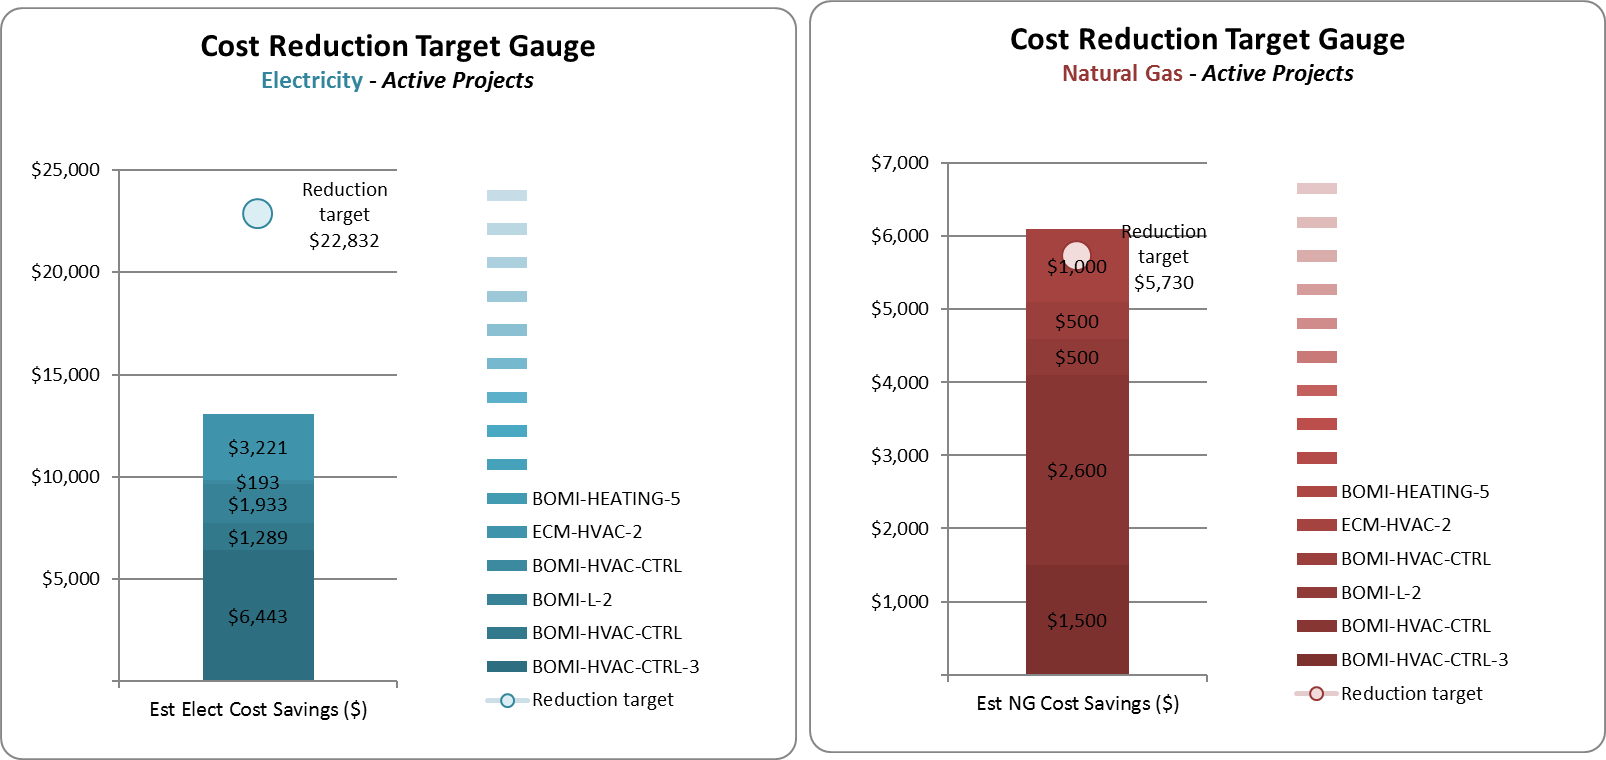 Cost Reduction Target Gauge
Electricity - Active Projects
$25,000
$20,000
$15,000
$10,000
$5,000
Reduction
target
$22,832
$3,221
$193
$1,933
$1,289
$6,443
Est Elect Cost Savings ($)
BOMI-HEATING-5
ECM-HVAC-2
BOMI-HVAC-CTRL
BOMI-L-2
BOMI-HVAC-CTRL
BOMI-HVAC-CTRL-3
Reduction target
Cost Reduction Target Gauge
Natural Gas - Active Projects
$7,000
$6,000
$5,000
$4,000
$3,000
$2,000
$1,000
Reduction
target
$5,730
$1,000
$500
$500
$2,600
$1,500
Est NG Cost Savings ($)
BOMI-HEATING-5
ECM-HVAC-2
BOMI-HVAC-CTRL
BOMI-L-2
BOMI-HVAC-CTRL
BOMI-HVAC-CTRL-3
Reduction target